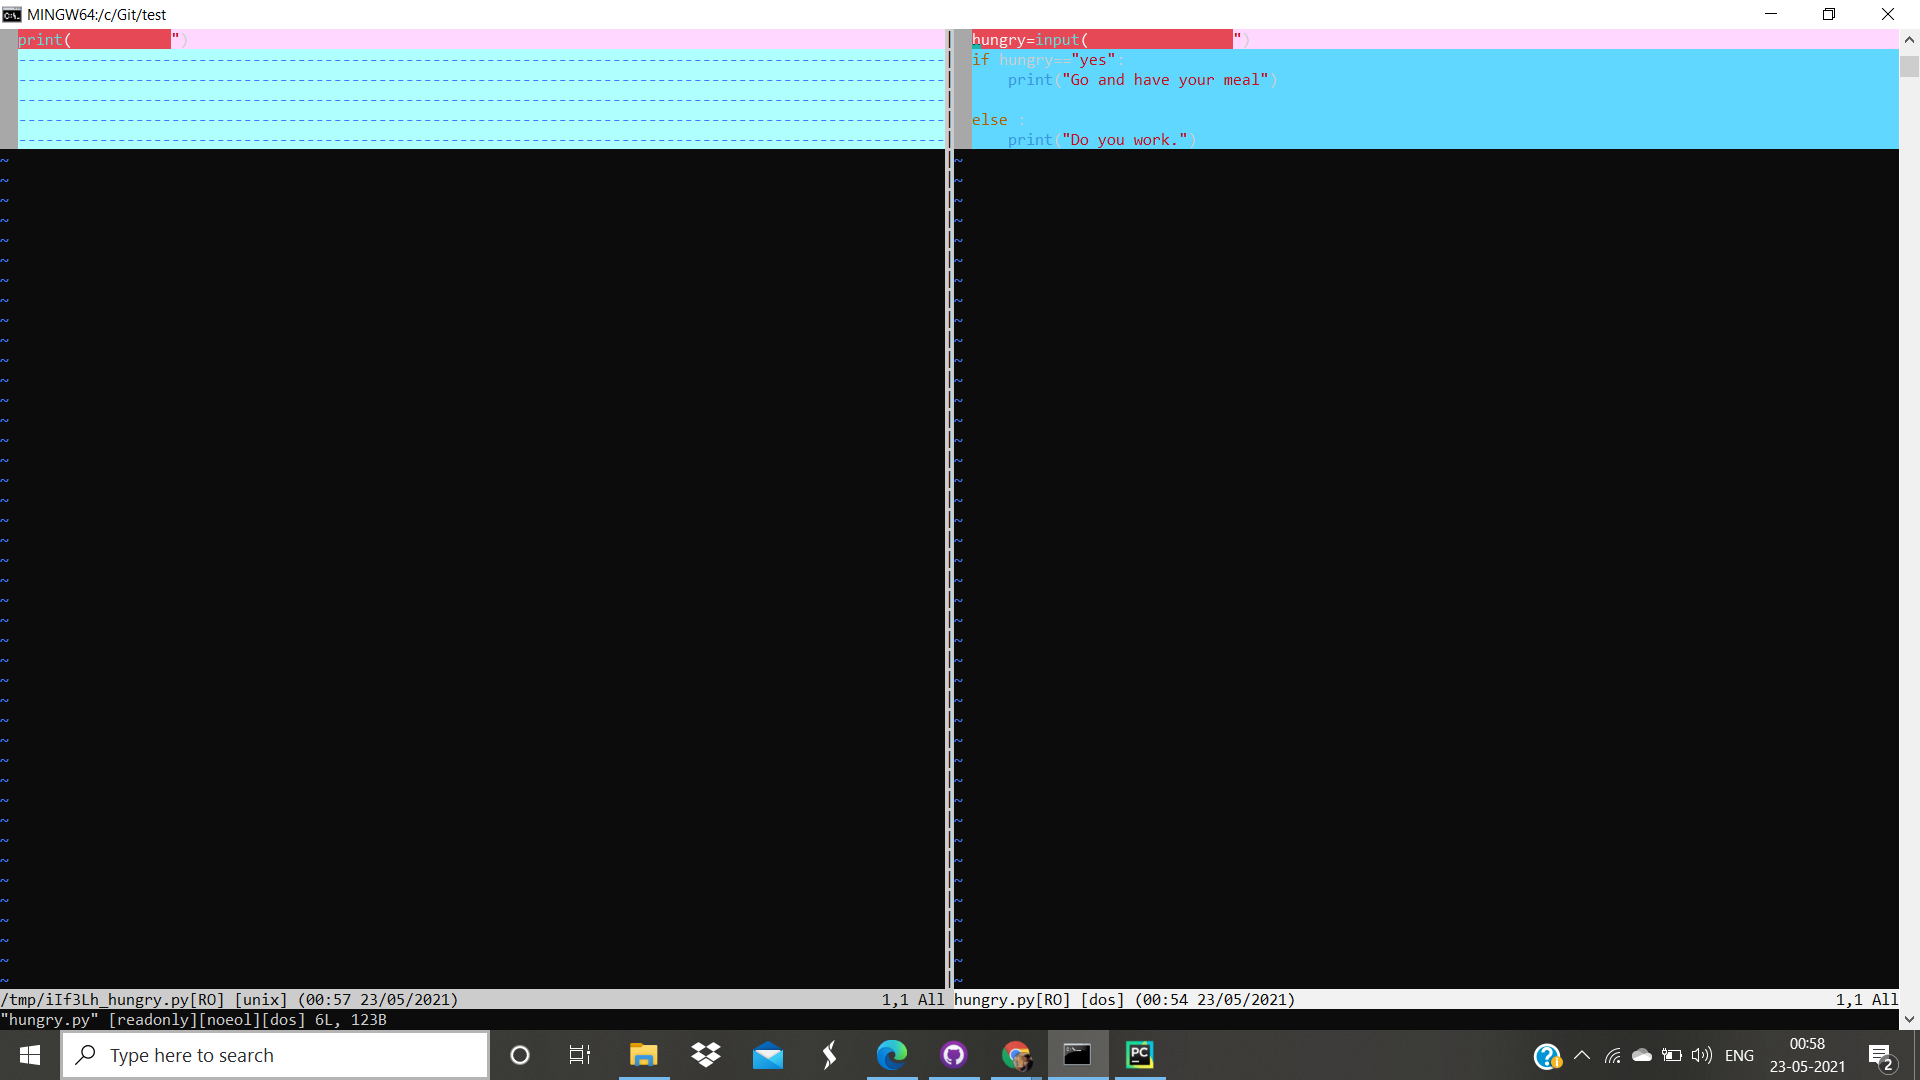 MINGW64:/c/Git/test
print(                 ")
hungry=input(                ")
if hungry=="yes":
    print("Go and have your meal")
else :
    print("Do you work.")
/tmp/iIf3Lh_hungry.py[RO] [unix] (00:57 23/05/2021) 1,1 All
hungry.py[RO] [dos] (00:54 23/05/2021) 1,1 All
"hungry.py" [readonly][noeol][dos] 6L, 123B
Type here to search
PC
ENG
00:58
23-05-2021
2